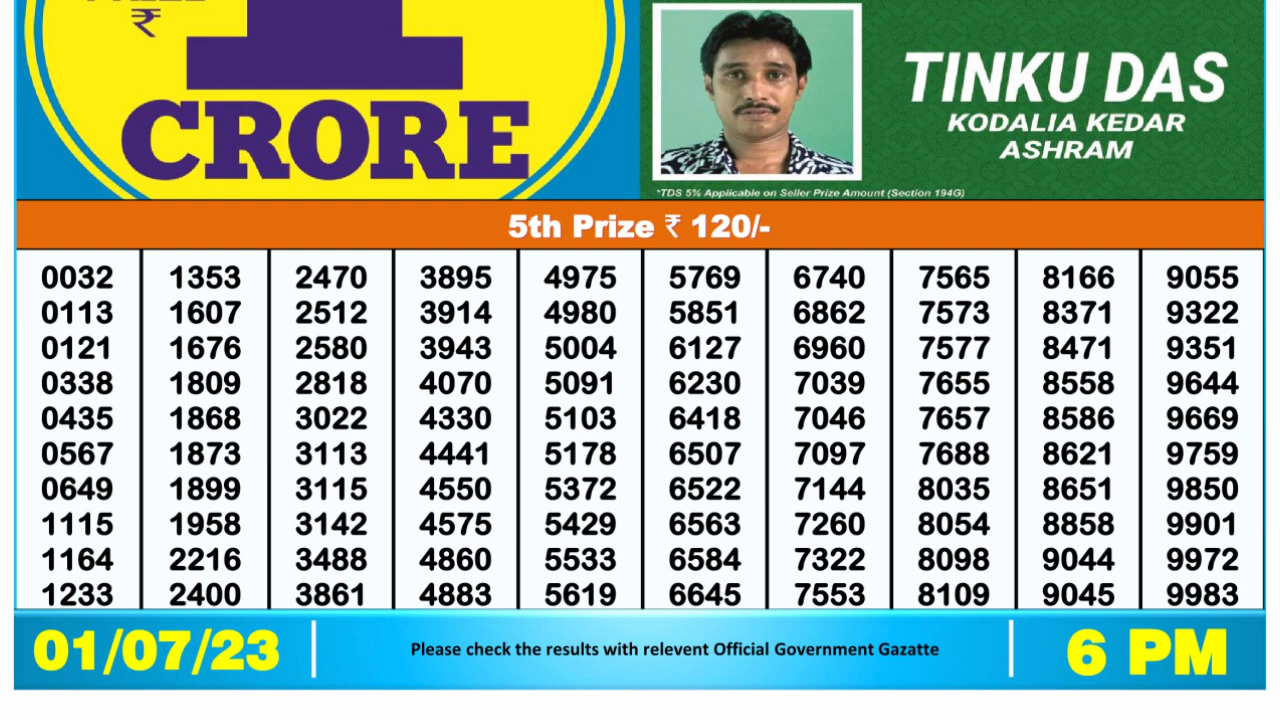 ₹
1
CRORE
TINKU DAS
KODALIA KEDAR
ASHRAM
*TDS 5% Applicable on Seller Prize Amount (Section 194G)
5th Prize ₹ 120/-
0032 1353 2470 3895 4975 5769 6740 7565 8166 9055
0113 1607 2512 3914 4980 5851 6862 7573 8371 9322
0121 1676 2580 3943 5004 6127 6960 7577 8471 9351
0338 1809 2818 4070 5091 6230 7039 7655 8558 9644
0435 1868 3022 4330 5103 6418 7046 7657 8586 9669
0567 1873 3113 4441 5178 6507 7097 7688 8621 9759
0649 1899 3115 4550 5372 6522 7144 8035 8651 9850
1115 1958 3142 4575 5429 6563 7260 8054 8858 9901
1164 2216 3488 4860 5533 6584 7322 8098 9044 9972
1233 2400 3861 4883 5619 6645 7553 8109 9045 9983
01/07/23
Please check the results with relevent Official Government Gazatte
6 PM